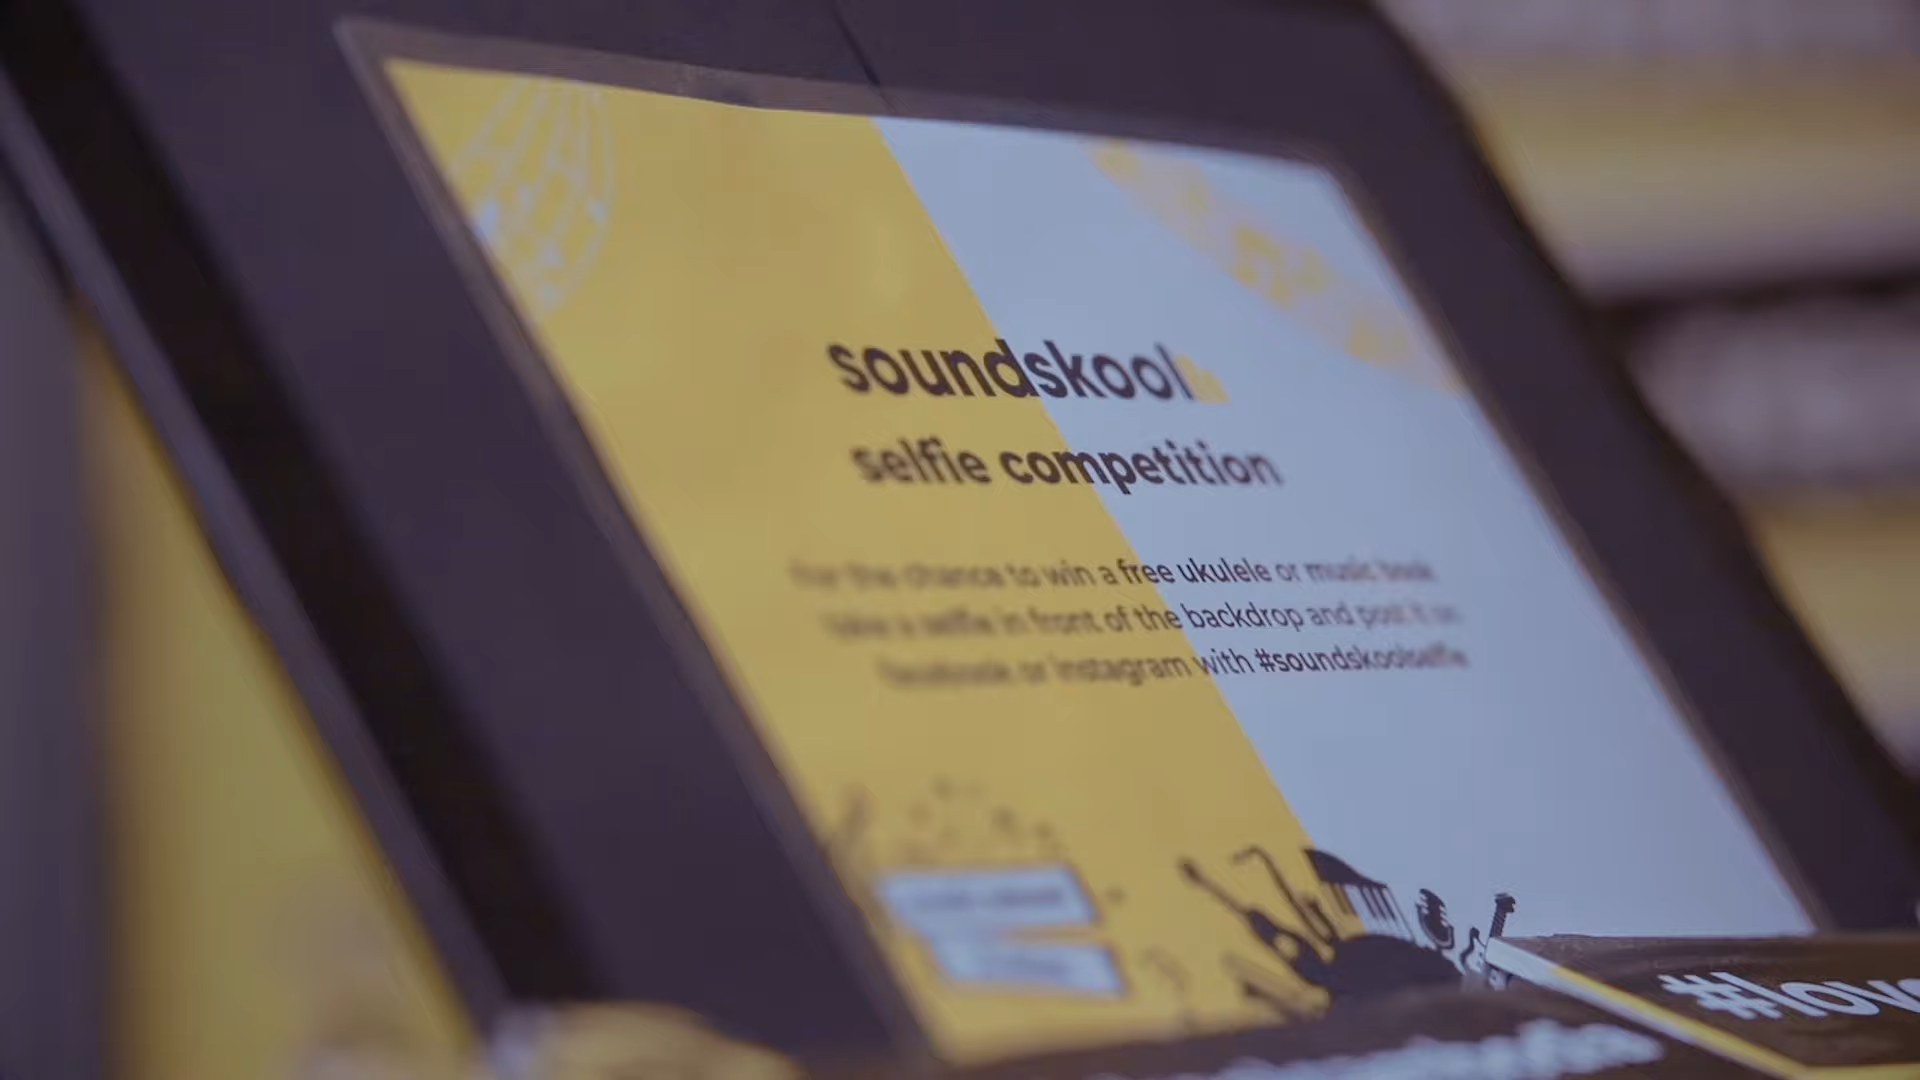 soundskool
selfie competition
For the chance to win a free ukulele or music book
take a selfie in front of the backdrop and post it on
facebook or instagram with #soundskoolselfie
#love